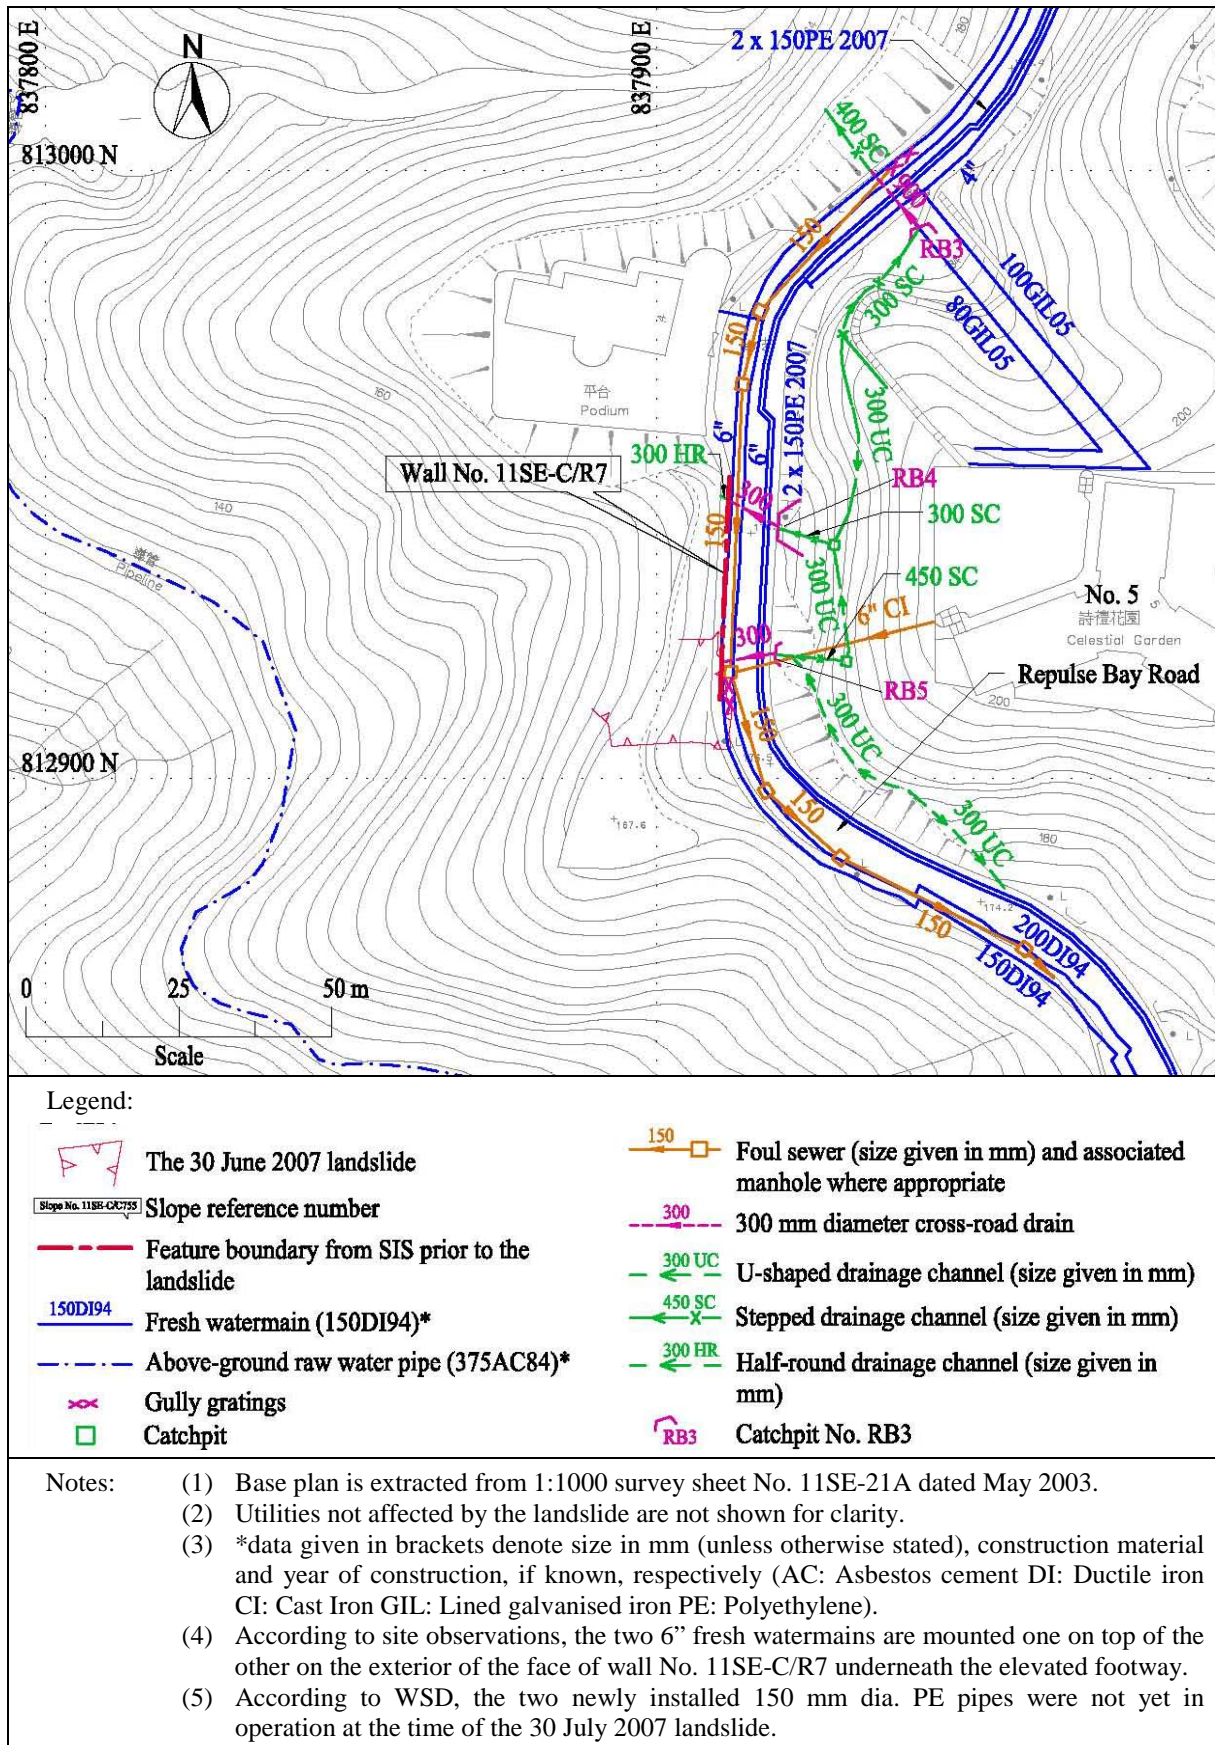 837800 E
837900 E
N
2 x 150PE 2007
180
400 SC
813000 N
900
4"
150
RB3
300 SC
100GIL05
80GIL05
150
平台
Podium
160
6"
6"
2 x 150PE 2007
300 UC
200
300 HR
Wall No. 11SE-C/R7
300
RB4
300 SC
140
150
導管
Pipeline
300 UC
450 SC
6" CI
No. 5
5
詩禮花園
Celestial Garden
300
RB5
Repulse Bay Road
200
150
300 UC
812900 N
150
167.6
300 UC
180
174.2
150
200DI94
150DI94
L
0 25 50 m
Scale
Legend:
The 30 June 2007 landslide
Slope No. 11SE-C/C755 Slope reference number
Feature boundary from SIS prior to the
landslide
150DI94 Fresh watermain (150DI94)*
Above-ground raw water pipe (375AC84)*
Gully gratings
Catchpit
150 Foul sewer (size given in mm) and associated
manhole where appropriate
300 300 mm diameter cross-road drain
300 UC U-shaped drainage channel (size given in mm)
450 SC Stepped drainage channel (size given in mm)
300 HR Half-round drainage channel (size given in
mm)
RB3 Catchpit No. RB3
Notes: (1) Base plan is extracted from 1:1000 survey sheet No. 11SE-21A dated May 2003.
(2) Utilities not affected by the landslide are not shown for clarity.
(3) *data given in brackets denote size in mm (unless otherwise stated), construction material
and year of construction, if known, respectively (AC: Asbestos cement DI: Ductile iron
CI: Cast Iron GIL: Lined galvanised iron PE: Polyethylene).
(4) According to site observations, the two 6” fresh watermains are mounted one on top of the
other on the exterior of the face of wall No. 11SE-C/R7 underneath the elevated footway.
(5) According to WSD, the two newly installed 150 mm dia. PE pipes were not yet in
operation at the time of the 30 July 2007 landslide.